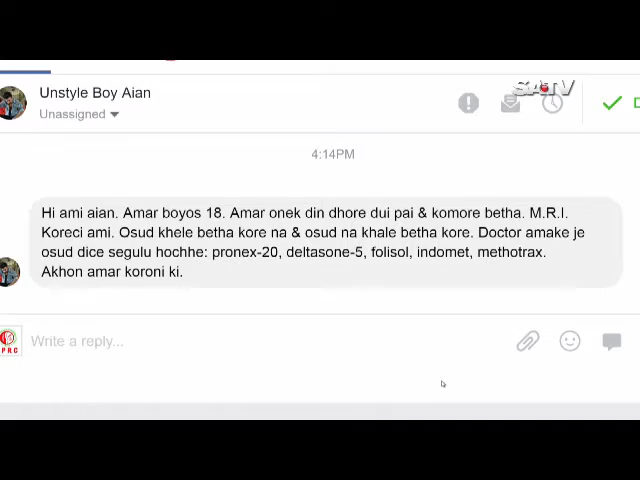 SATV
Unstyle Boy Aian
Unassigned
4:14PM
Hi ami aian. Amar boyos 18. Amar onek din dhore dui pai & komore betha. M.R.I.
Koreci ami. Osud khele betha kore na & osud na khale betha kore. Doctor amake je
osud dice segulu hochhe: pronex-20, deltasone-5, folisol, indomet, methotrax.
Akhon amar koroni ki.
PRC
Write a reply...